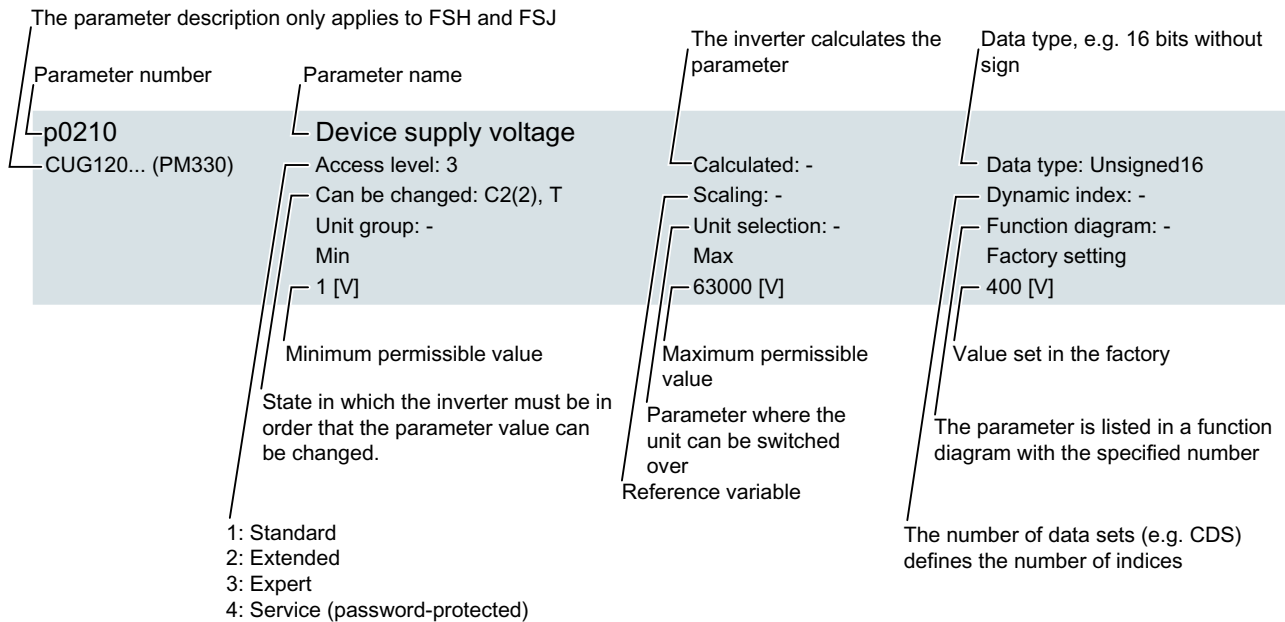 The parameter description only applies to FSH and FSJ
The inverter calculates the
parameter
Data type, e.g. 16 bits without
sign
Parameter number
Parameter name
p0210
Device supply voltage
CUG120... (PM330)
Access level: 3
Calculated: -
Data type: Unsigned16
Can be changed: C2(2), T
Scaling: -
Dynamic index: -
Unit group: -
Unit selection: -
Function diagram: -
Min
Max
Factory setting
1 [V]
63000 [V]
400 [V]
Minimum permissible value
Maximum permissible
value
Value set in the factory
State in which the inverter must be in
order that the parameter value can
be changed.
Parameter where the
unit can be switched
over
The parameter is listed in a function
diagram with the specified number
Reference variable
1: Standard
2: Extended
3: Expert
4: Service (password-protected)
The number of data sets (e.g. CDS)
defines the number of indices